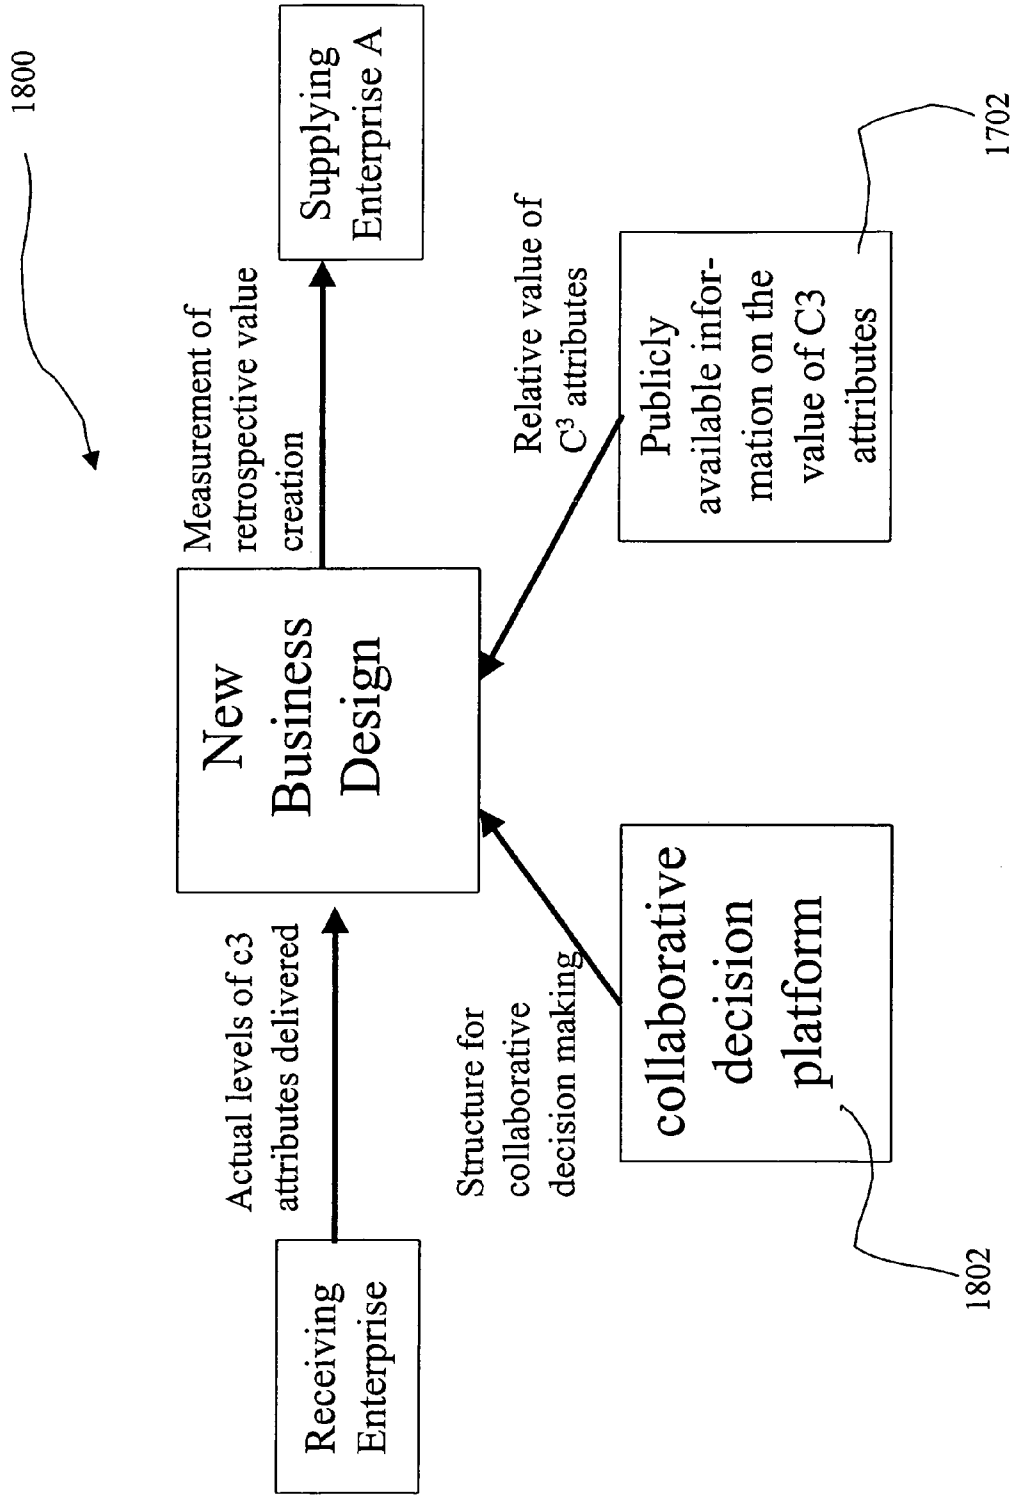 1800
Receiving
Enterprise
Actual levels of c3
attributes delivered
New
Business
Design
Measurement of
retrospective value
creation
Supplying
Enterprise A
Structure for
collaborative
decision making
Relative value of
C³ attributes
collaborative
decision
platform
Publicly
available infor-
mation on the
value of C3
attributes
1802
1702